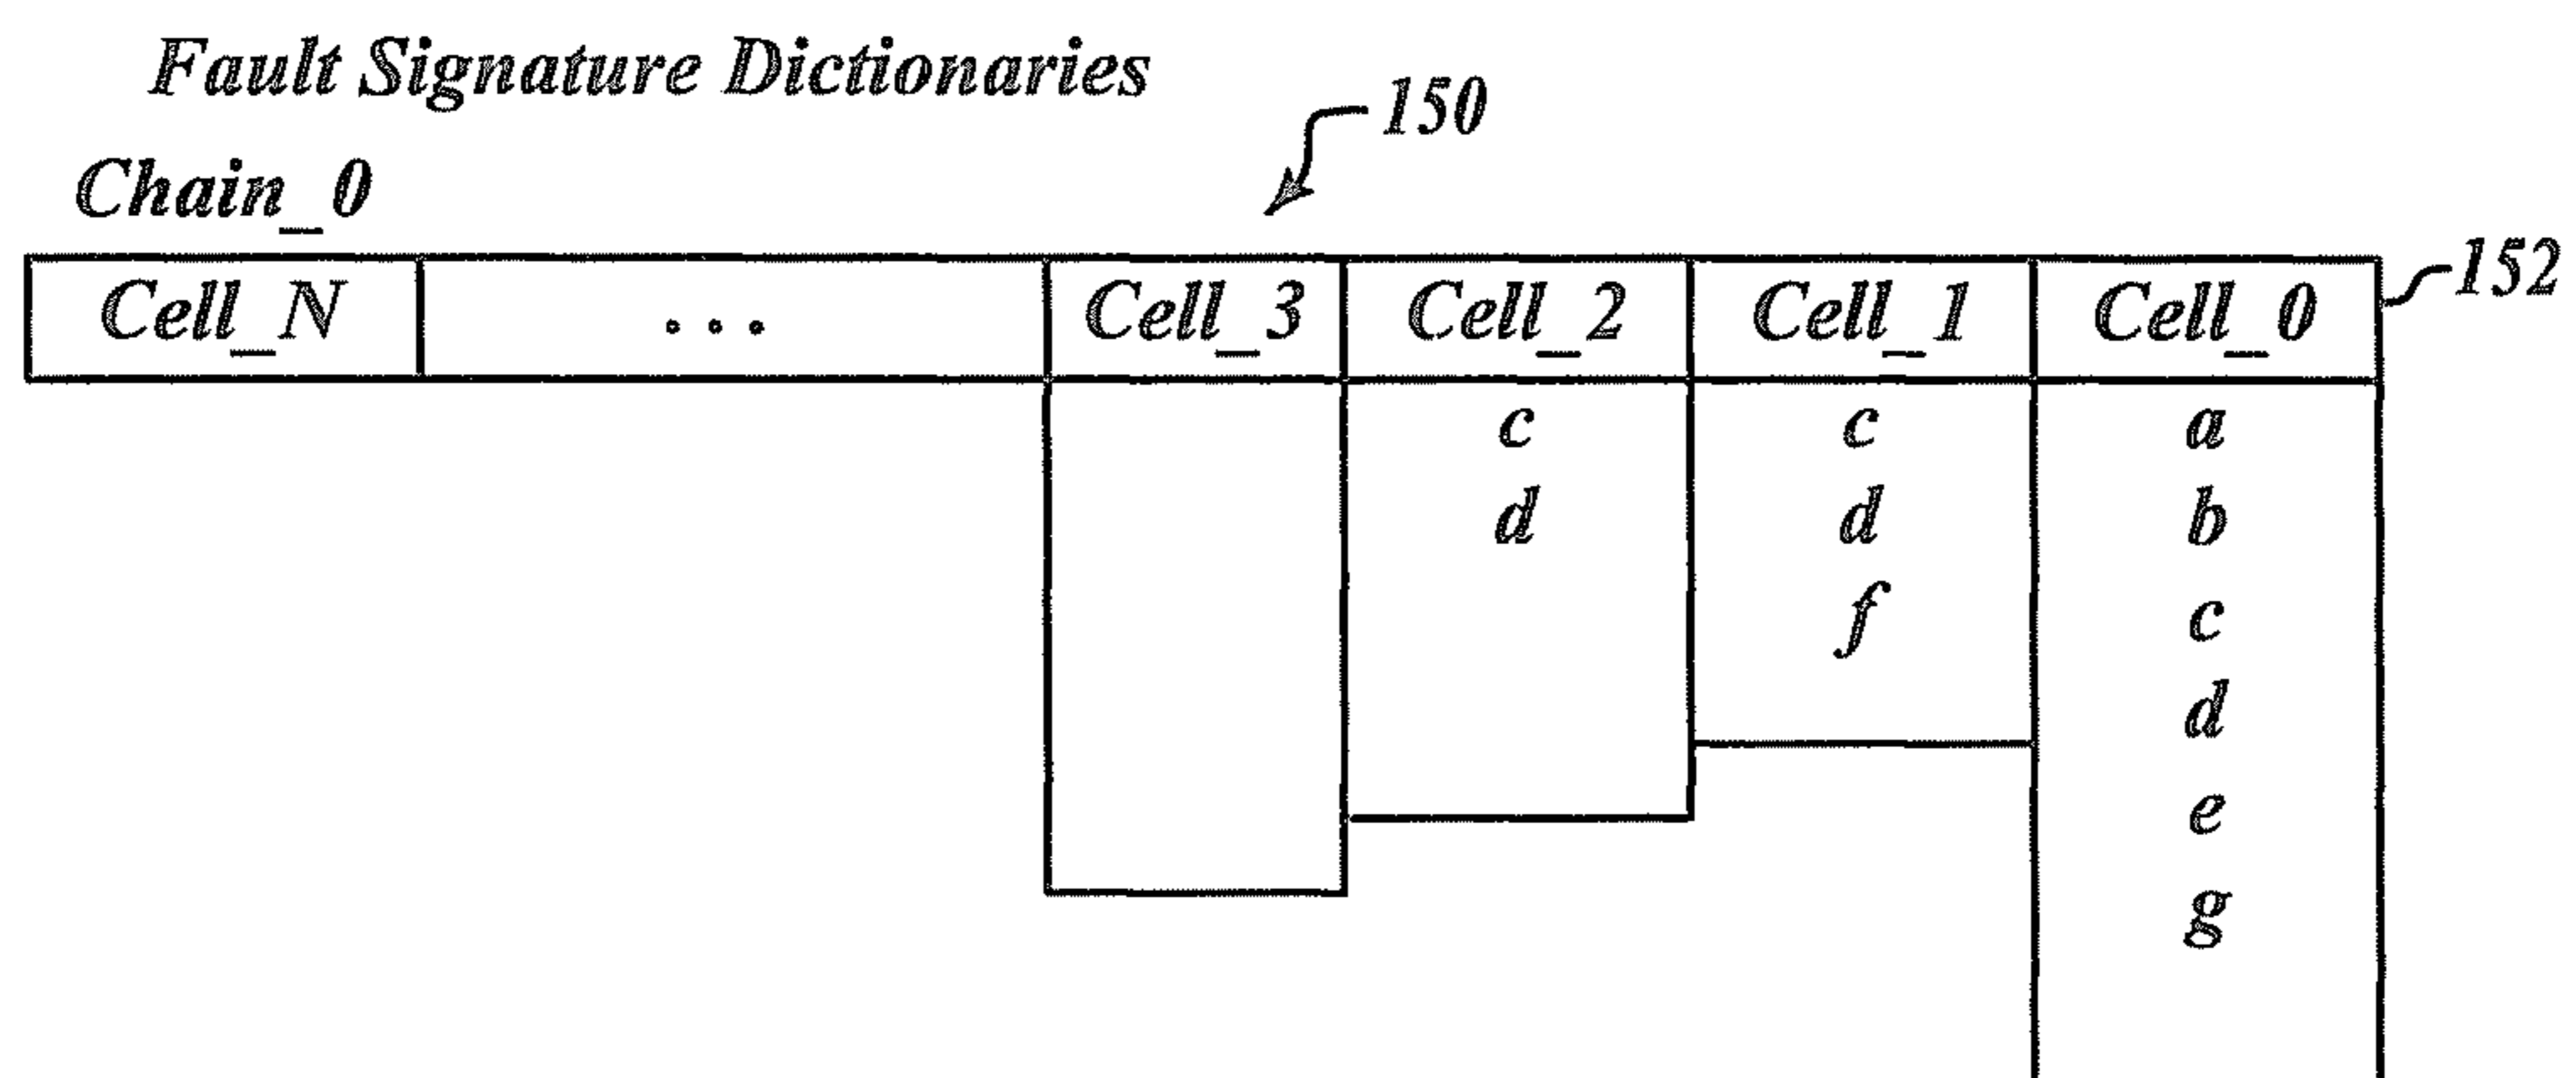 Fault Signature Dictionaries
150
Chain_0
152
Cell_N ... Cell_3 Cell_2 Cell_1 Cell_0
c c a
d d b
f c
d
e
g